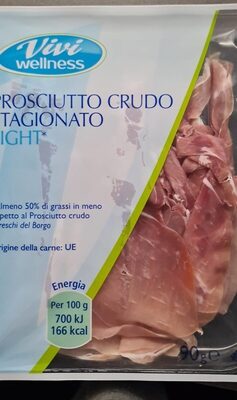 Vivi
wellness
PROSCIUTTO CRUDO
STAGIONATO
LIGHT*
Almeno 50% di grassi in meno
rispetto al Prosciutto crudo
Freschi del Borgo
Origine della carne: UE
Energia
Per 100 g
700 kJ
166 kcal
90 g e